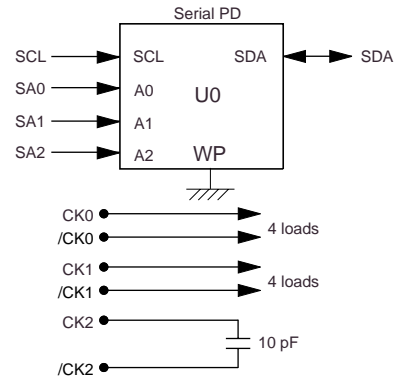 Serial PD
SCL SCL SDA SDA
SA0 A0 U0
SA1 A1
SA2 A2 WP
CK0
/CK0 4 loads
CK1
/CK1 4 loads
CK2
10 pF
/CK2